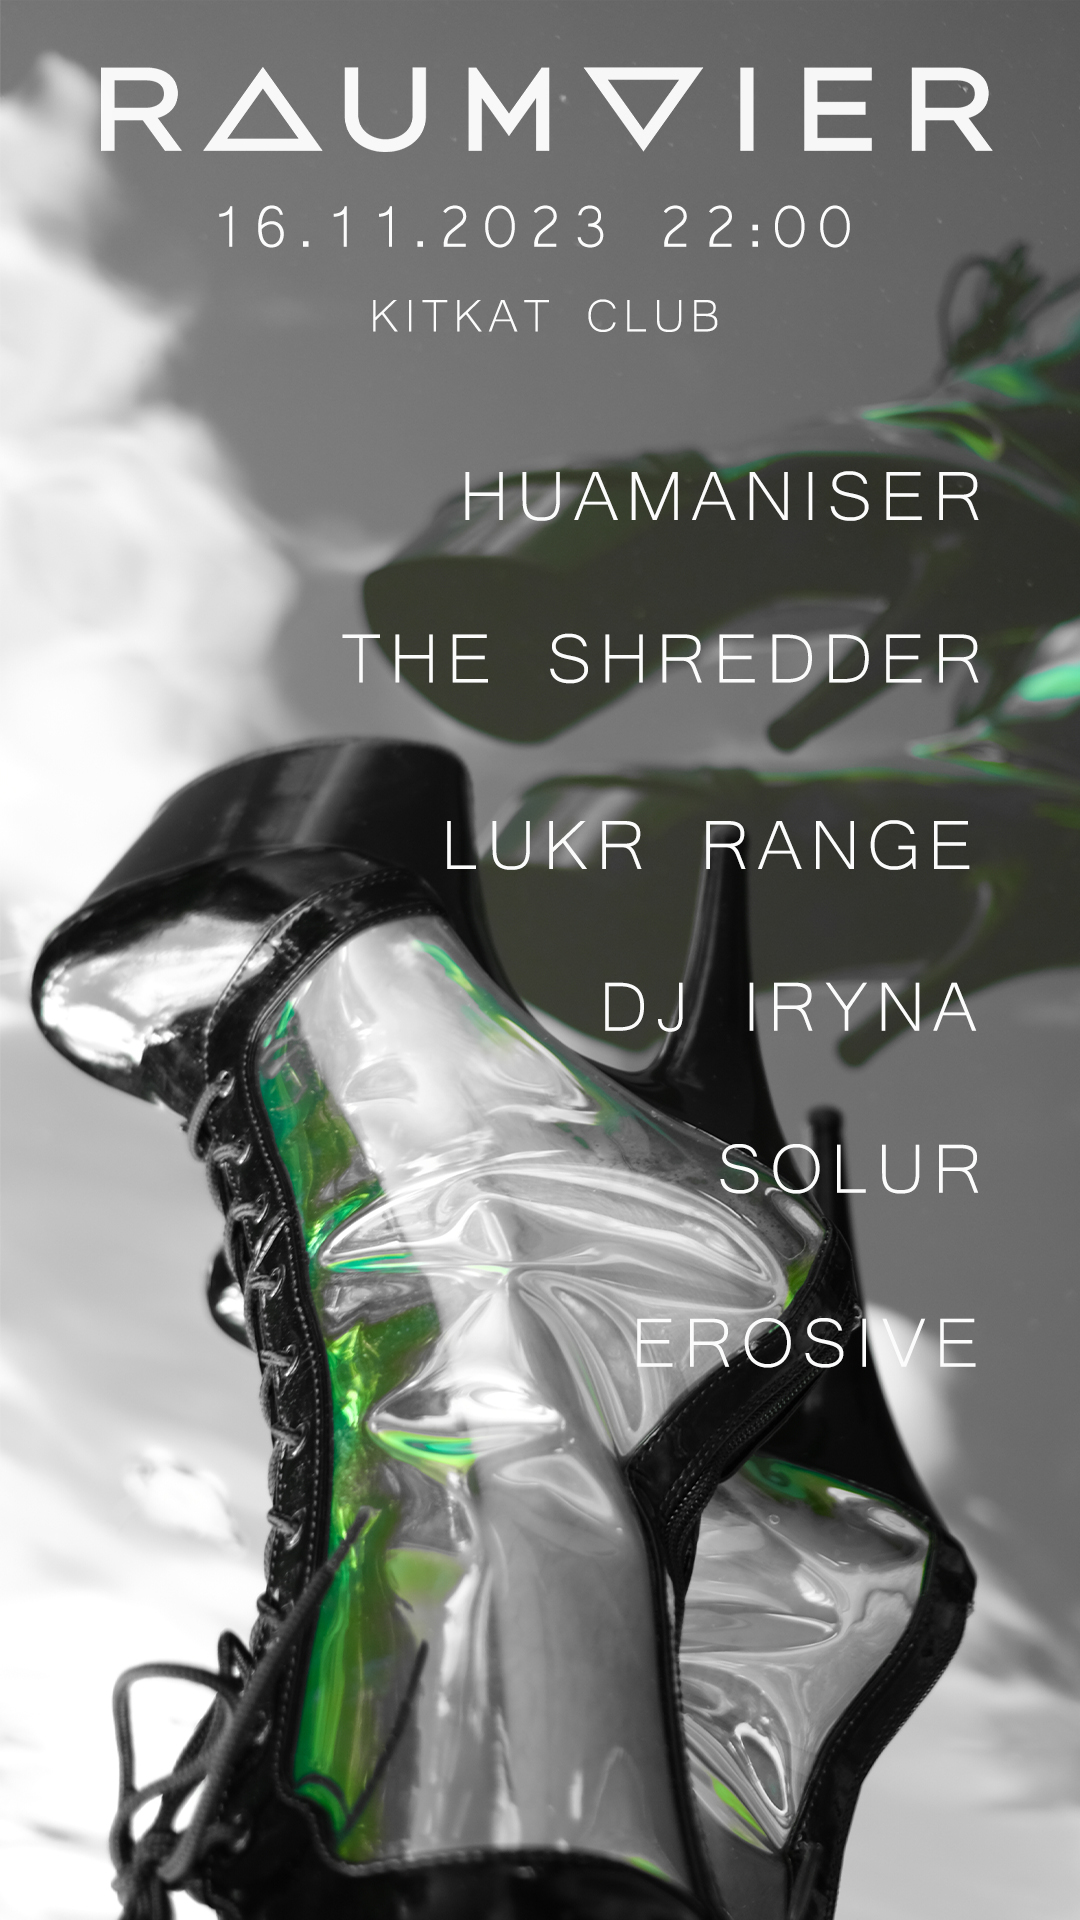 RAUMVIER
16.11.2023 22:00
KITKAT CLUB
HUAMANISER
THE SHREDDER
LUKR RANGE
DJ IRYNA
SOLUR
EROSIVE